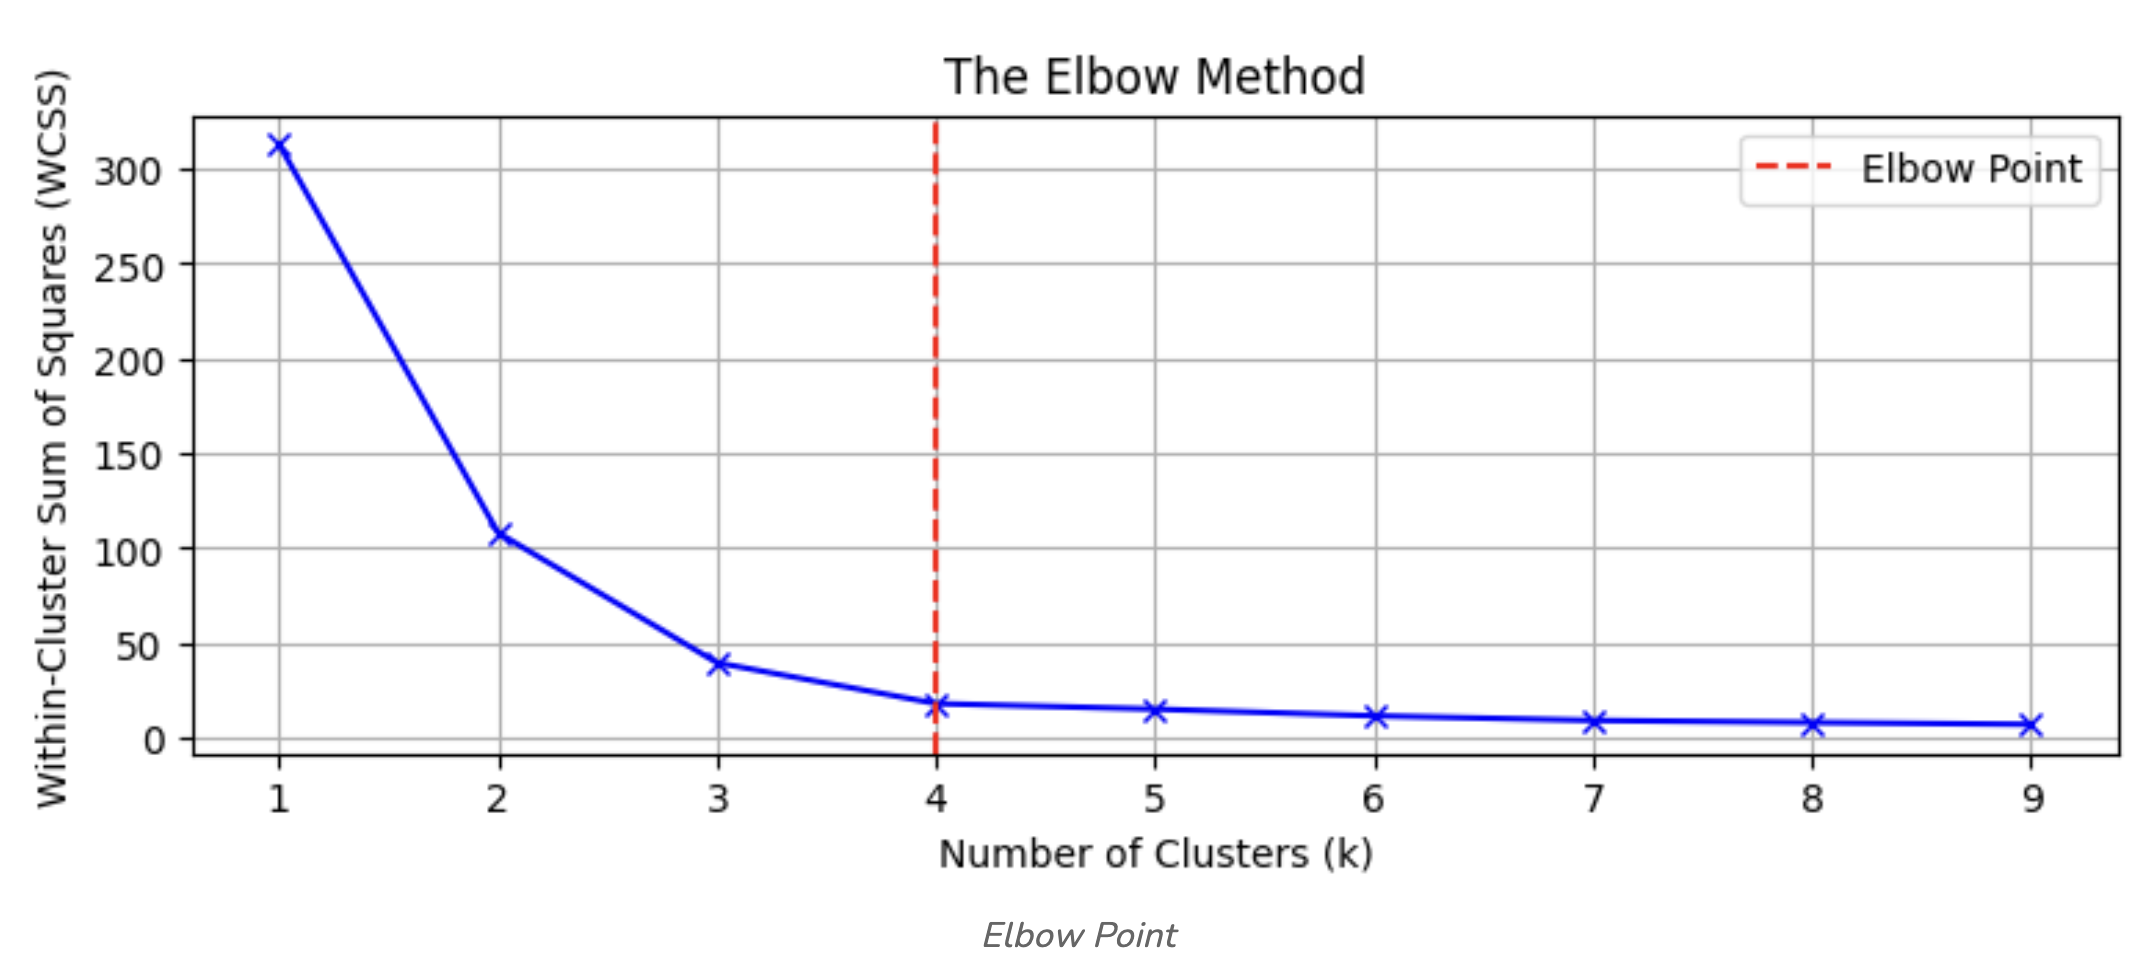 The Elbow Method
Elbow Point
Within-Cluster Sum of Squares (WCSS)
300
250
200
150
100
50
0
1 2 3 4 5 6 7 8 9
Number of Clusters (k)
Elbow Point